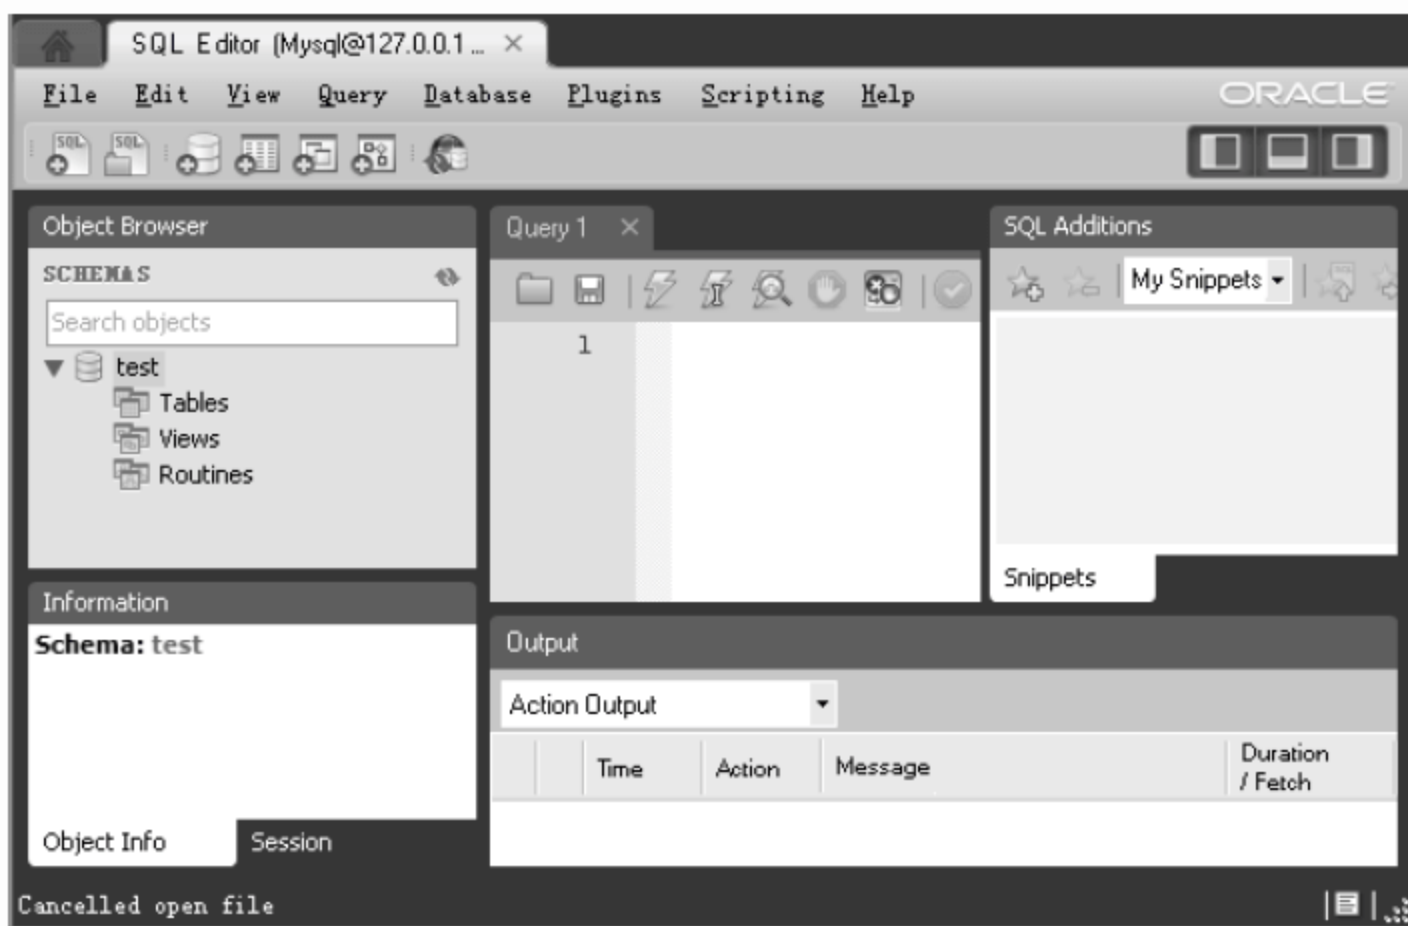 SQL Editor (Mysql@127.0.0.1 ... ×
File Edit View Query Database Plugins Scripting Help ORACLE
SQL SQL
Object Browser
SCHEMAS
Search objects
test
Tables
Views
Routines
Information
Schema: test
Object Info Session
Query 1 ×
1
SQL Additions
My Snippets
Snippets
Output
Action Output
Time Action Message Duration
/ Fetch
Cancelled open file